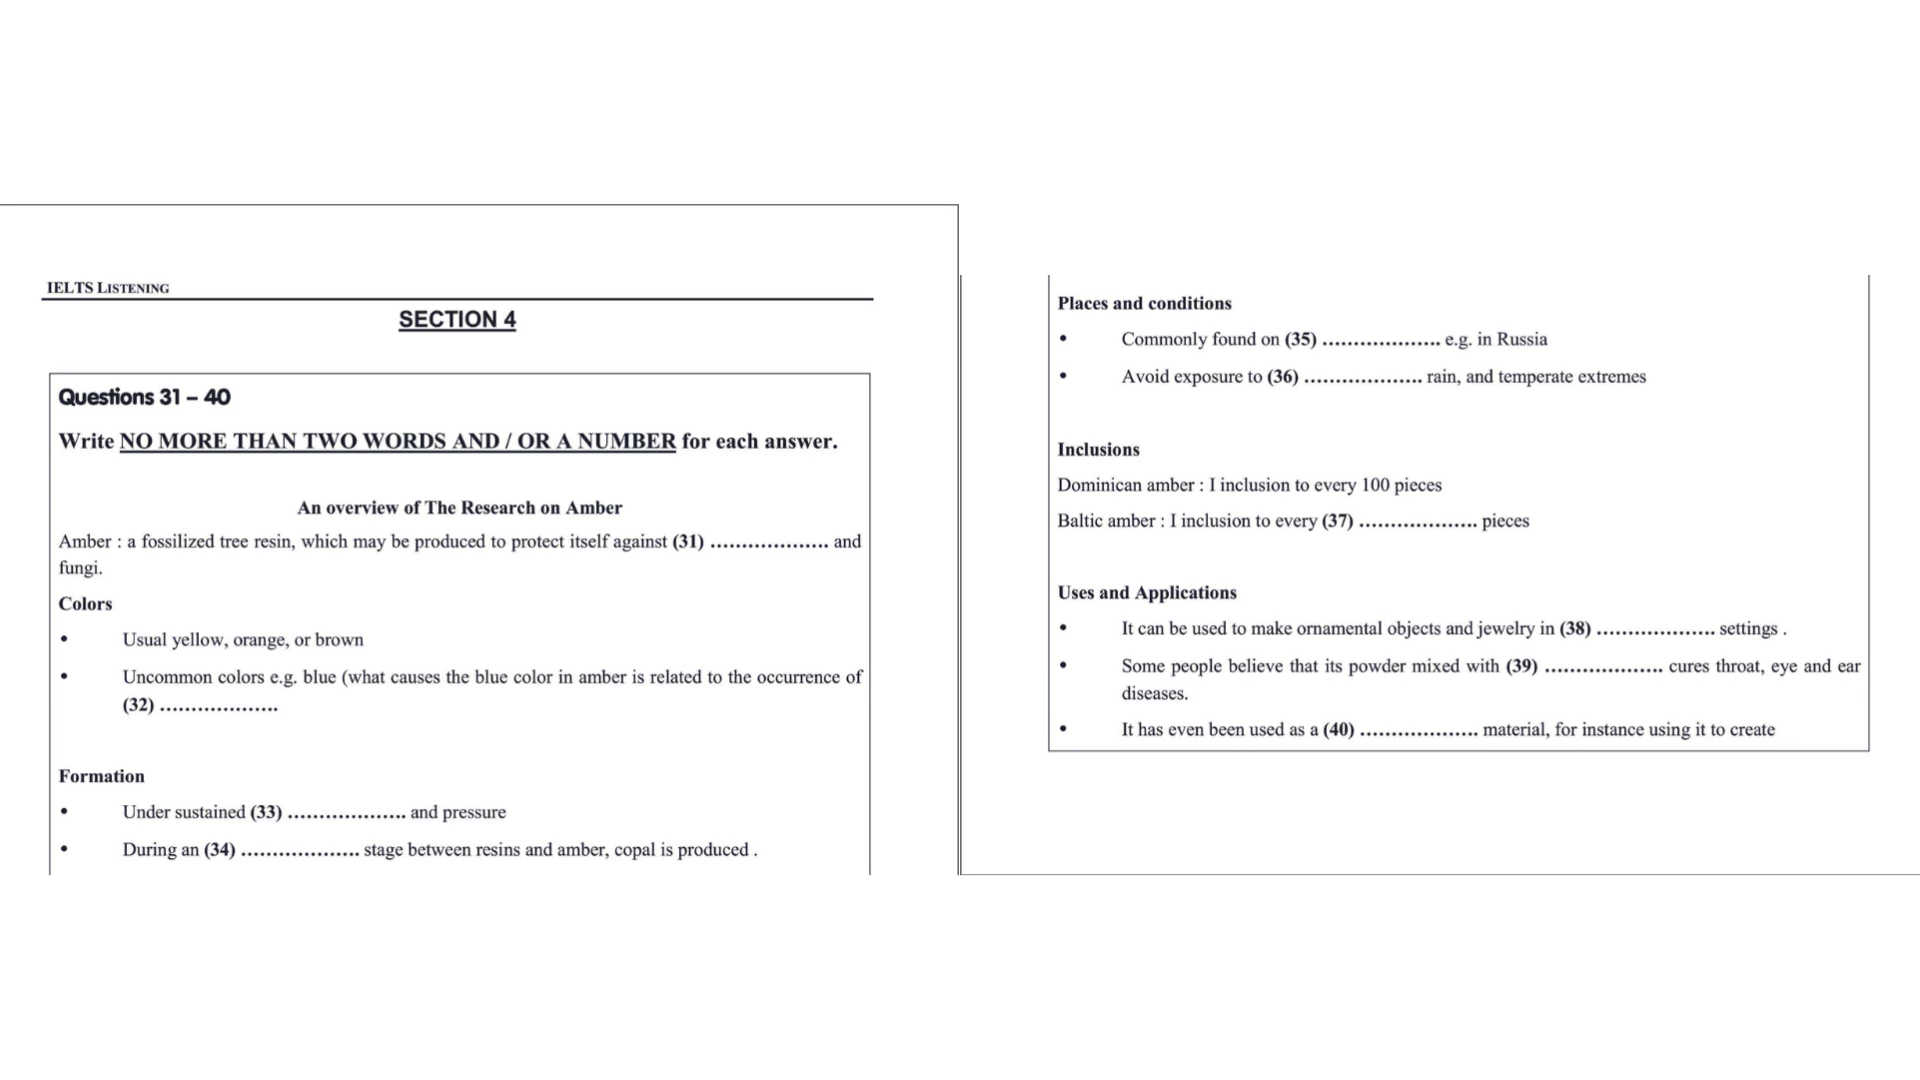 IELTS LISTENING
SECTION 4
Questions 31 – 40
Write NO MORE THAN TWO WORDS AND / OR A NUMBER for each answer.
An overview of The Research on Amber
Amber : a fossilized tree resin, which may be produced to protect itself against (31) ................... and
fungi.
Colors
• Usual yellow, orange, or brown
• Uncommon colors e.g. blue (what causes the blue color in amber is related to the occurrence of
(32) ...................
Formation
• Under sustained (33) ................... and pressure
• During an (34) ................... stage between resins and amber, copal is produced .
Places and conditions
• Commonly found on (35) ................... e.g. in Russia
• Avoid exposure to (36) ................... rain, and temperate extremes
Inclusions
Dominican amber : I inclusion to every 100 pieces
Baltic amber : I inclusion to every (37) ................... pieces
Uses and Applications
• It can be used to make ornamental objects and jewelry in (38) ................... settings .
• Some people believe that its powder mixed with (39) ................... cures throat, eye and ear
diseases.
• It has even been used as a (40) ................... material, for instance using it to create